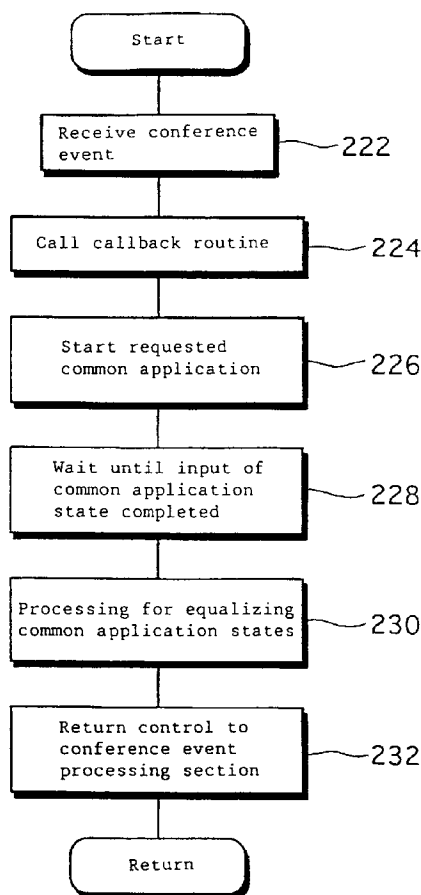 Start
Receive conference
event
222
Call callback routine
224
Start requested
common application
226
Wait until input of
common application
state completed
228
Processing for equalizing
common application states
230
Return control to
conference event
processing section
232
Return